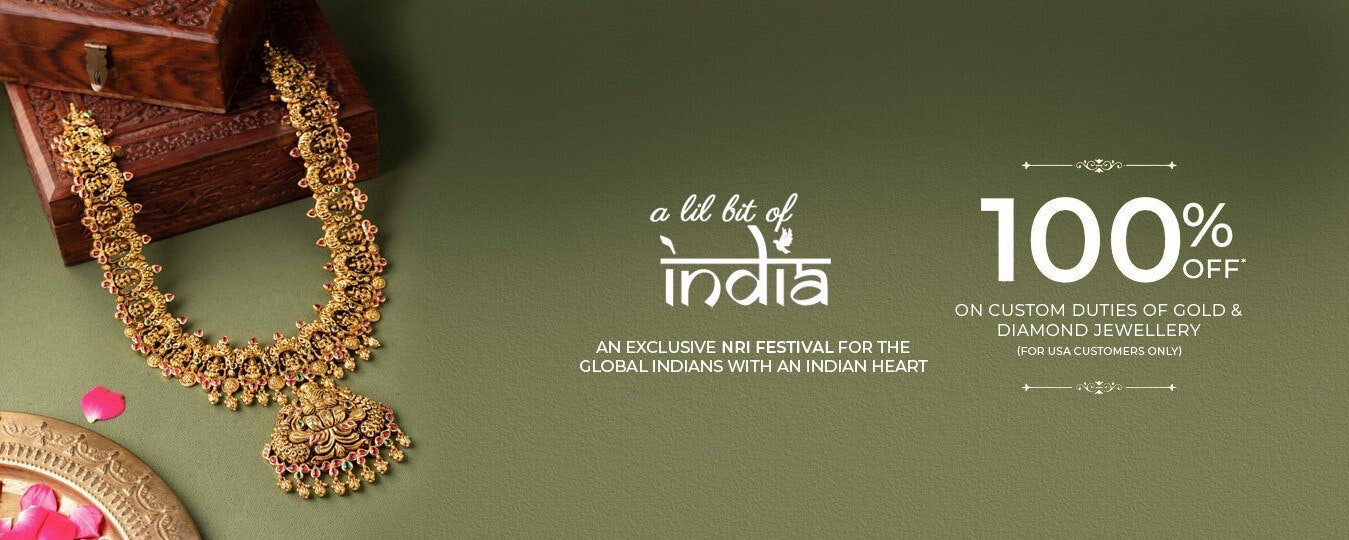 a lil bit of
india
AN EXCLUSIVE NRI FESTIVAL FOR THE
GLOBAL INDIANS WITH AN INDIAN HEART
100%
OFF*
ON CUSTOM DUTIES OF GOLD &
DIAMOND JEWELLERY
(FOR USA CUSTOMERS ONLY)